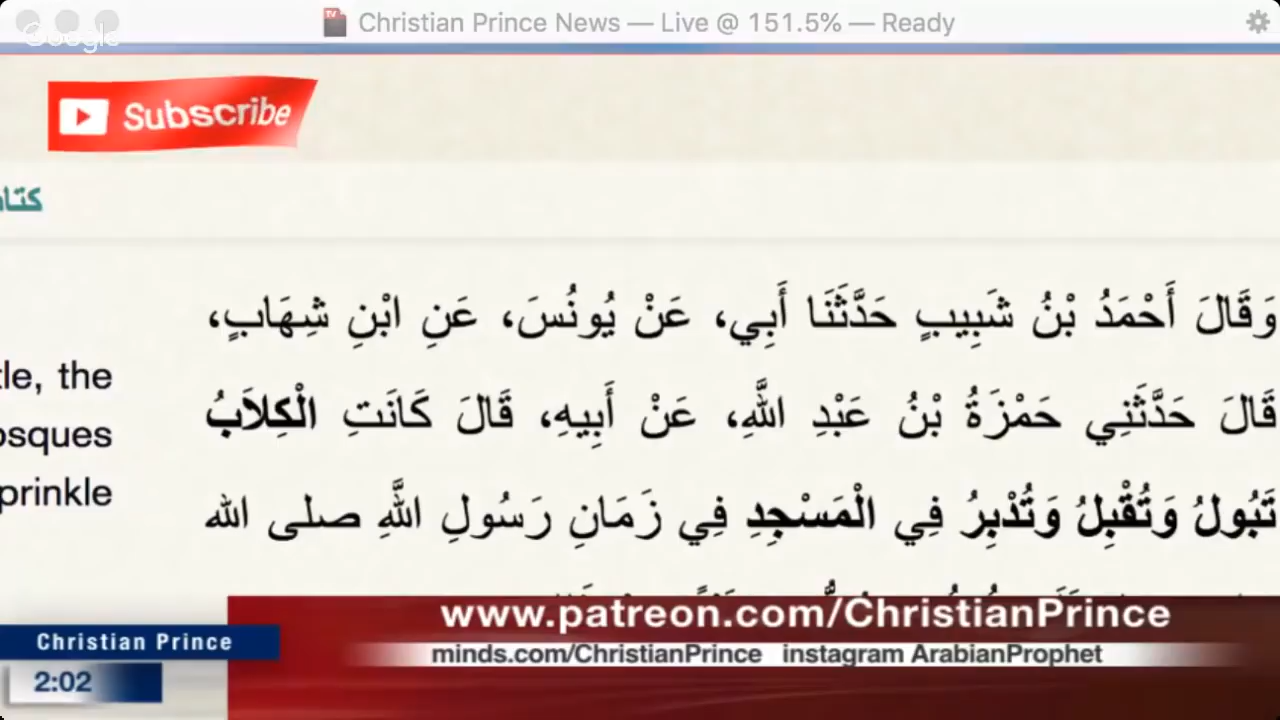 Christian Prince News — Live @ 151.5% — Ready
Google
Subscribe
وَقَالَ أَحْمَدُ بْنُ شَبِيبٍ حَدَّثَنَا أَبِي، عَنْ يُونُسَ، عَنِ ابْنِ شِهَابٍ،
قَالَ حَدَّثَنِي حَمْزَةُ بْنُ عَبْدِ اللَّهِ، عَنْ أَبِيهِ، قَالَ كَانَتِ الْكِلاَبُ
تَبُولُ وَتُقْبِلُ وَتُدْبِرُ فِي الْمَسْجِدِ فِي زَمَانِ رَسُولِ اللَّهِ صلى الله
the
prinkle
www.patreon.com/ChristianPrince
minds.com/ChristianPrince instagram ArabianProphet
Christian Prince
2:02